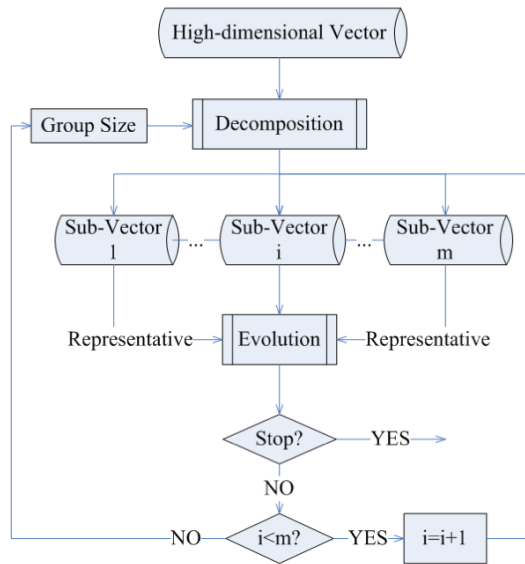 High-dimensional Vector
Group Size
Decomposition
Sub-Vector
1
...
Sub-Vector
i
...
Sub-Vector
m
Representative
Evolution
Representative
Stop?
YES
NO
NO
i<m?
YES
i=i+1